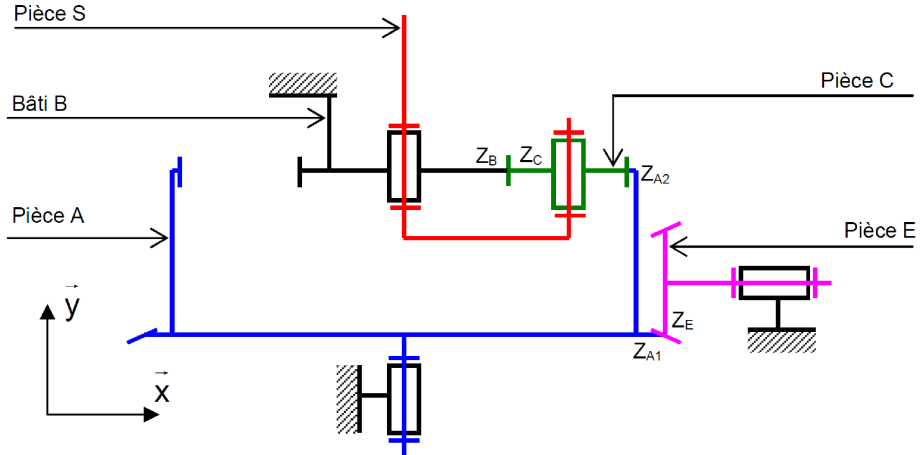 Pièce S
Pièce C
Bâti B
Z_B
Z_C
Z_A2
Pièce A
Pièce E
y
Z_E
Z_A1
x